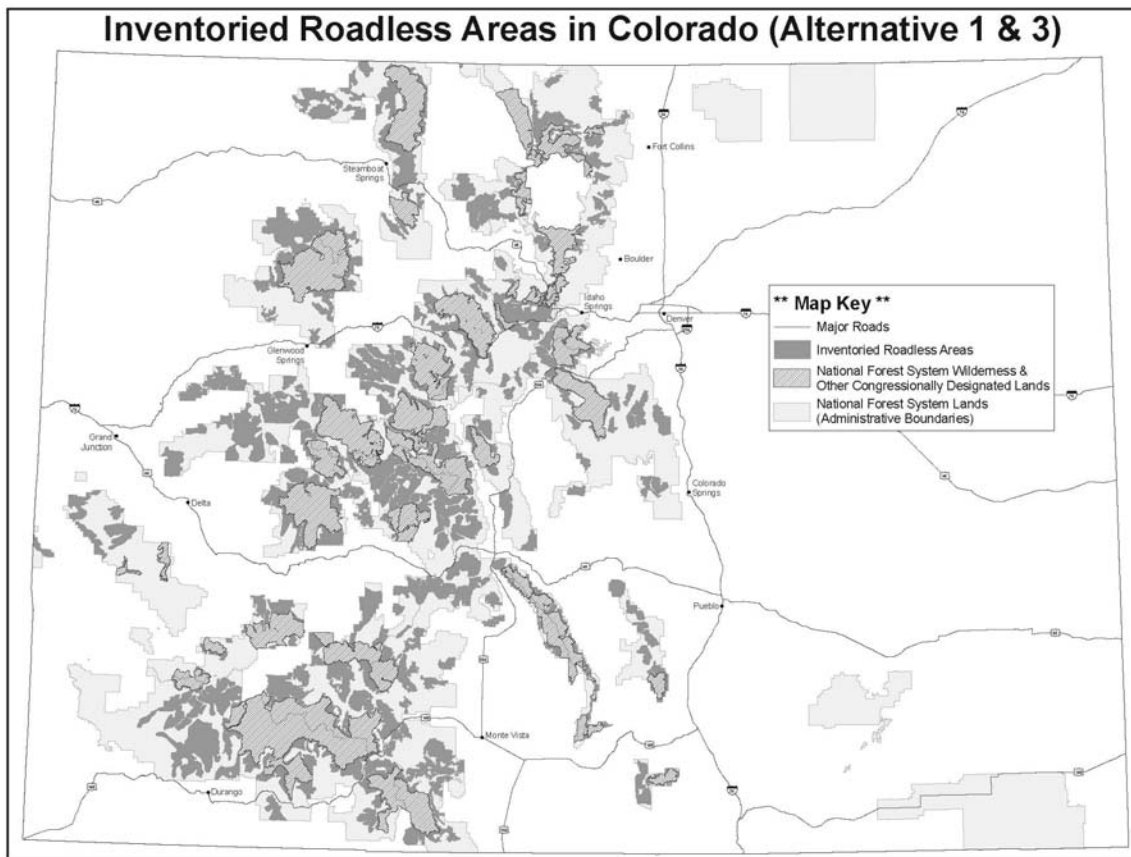 Inventoried Roadless Areas in Colorado (Alternative 1 & 3)
Fort Collins
Steamboat
Springs
Boulder
Idaho
Springs
Denver
** Map Key **
Major Roads
Inventoried Roadless Areas
National Forest System Wilderness &
Other Congressionally Designated Lands
National Forest System Lands
(Administrative Boundaries)
Glenwood
Springs
Grand
Junction
Delta
Colorado
Springs
Pueblo
Monte Vista
Durango